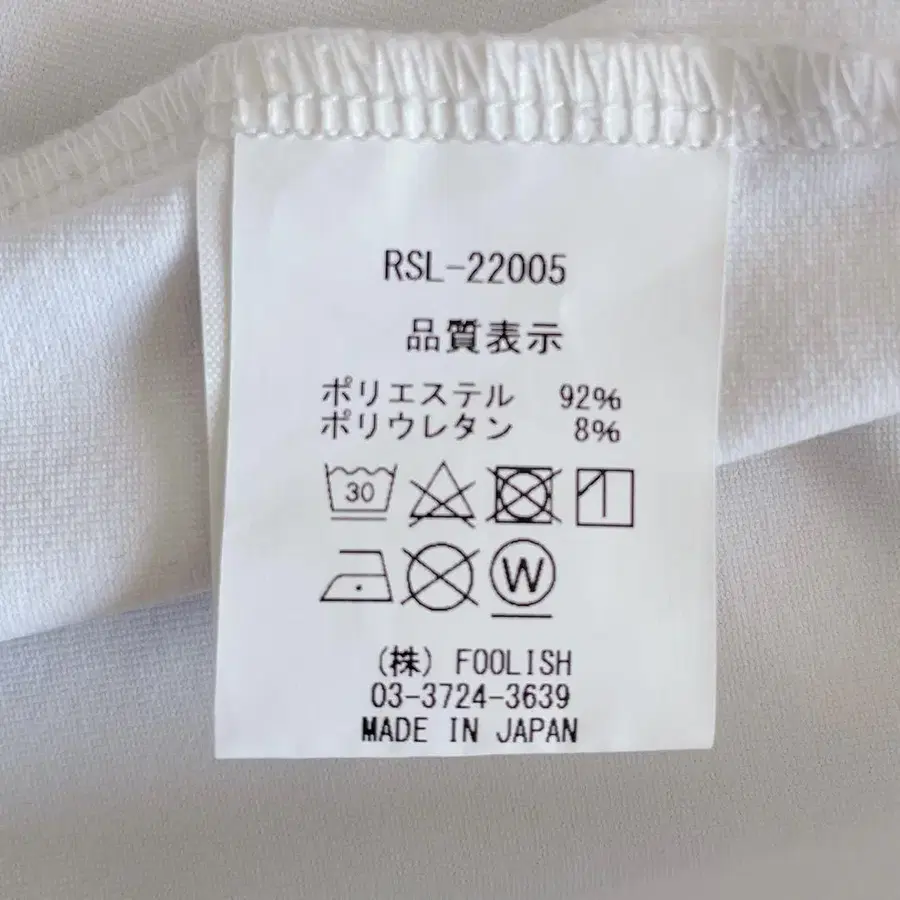 RSL-22005
品質表示
ポリエステル 92%
ポリウレタン 8%
30
W
(株) FOOLISH
03-3724-3639
MADE IN JAPAN